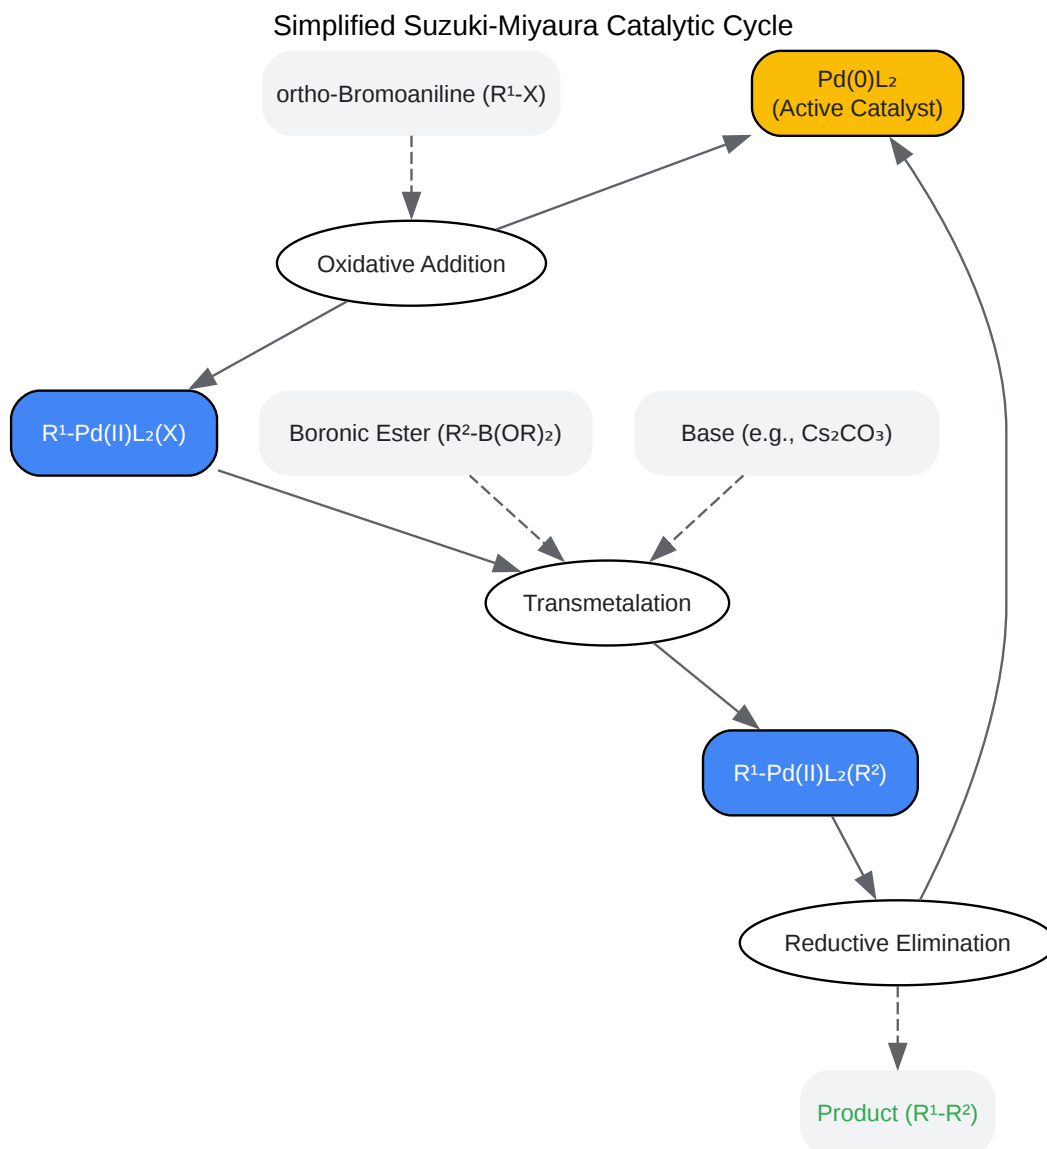 Simplified Suzuki-Miyaura Catalytic Cycle
ortho-Bromoaniline (R¹-X)
Pd(0)L₂
(Active Catalyst)
Oxidative Addition
R¹-Pd(II)L₂(X)
Boronic Ester (R²-B(OR)₂)
Base (e.g., Cs₂CO₃)
Transmetalation
R¹-Pd(II)L₂(R²)
Reductive Elimination
Product (R¹-R²)